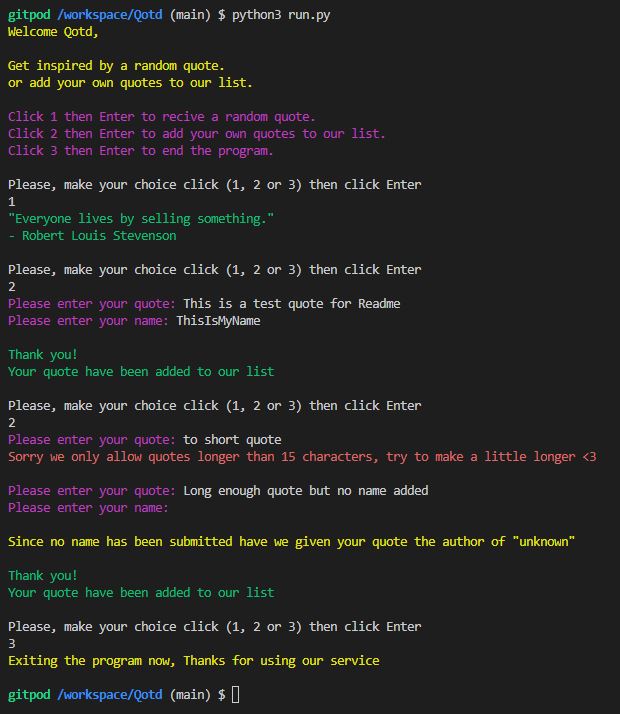 gitpod /workspace/Qotd (main) $ python3 run.py
Welcome Qotd,
Get inspired by a random quote.
or add your own quotes to our list.
Click 1 then Enter to recive a random quote.
Click 2 then Enter to add your own quotes to our list.
Click 3 then Enter to end the program.
Please, make your choice click (1, 2 or 3) then click Enter
1
"Everyone lives by selling something."
- Robert Louis Stevenson
Please, make your choice click (1, 2 or 3) then click Enter
2
Please enter your quote: This is a test quote for Readme
Please enter your name: ThisIsMyName
Thank you!
Your quote have been added to our list
Please, make your choice click (1, 2 or 3) then click Enter
2
Please enter your quote: to short quote
Sorry we only allow quotes longer than 15 characters, try to make a little longer <3
Please enter your quote: Long enough quote but no name added
Please enter your name:
Since no name has been submitted have we given your quote the author of "unknown"
Thank you!
Your quote have been added to our list
Please, make your choice click (1, 2 or 3) then click Enter
3
Exiting the program now, Thanks for using our service
gitpod /workspace/Qotd (main) $